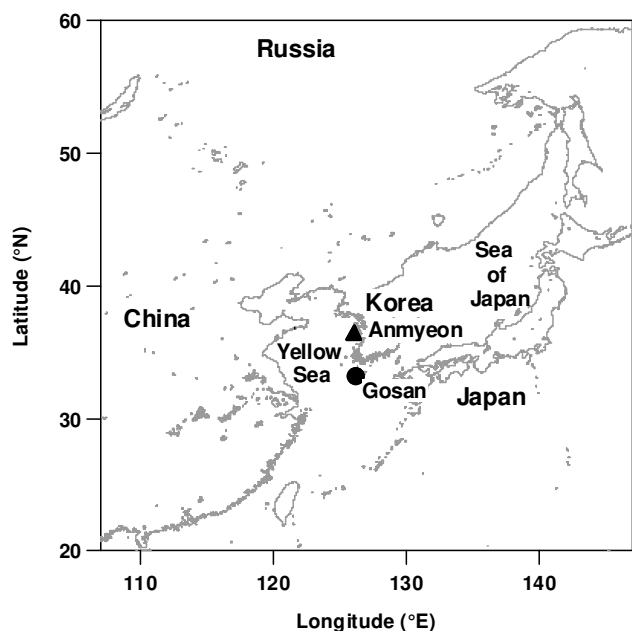 60
Russia
50
Sea
of
Japan
40
Korea
China
Anmyeon
Yellow
Sea
Gosan
Japan
30
20
110
120
130
140
Latitude (°N)
Longitude (°E)